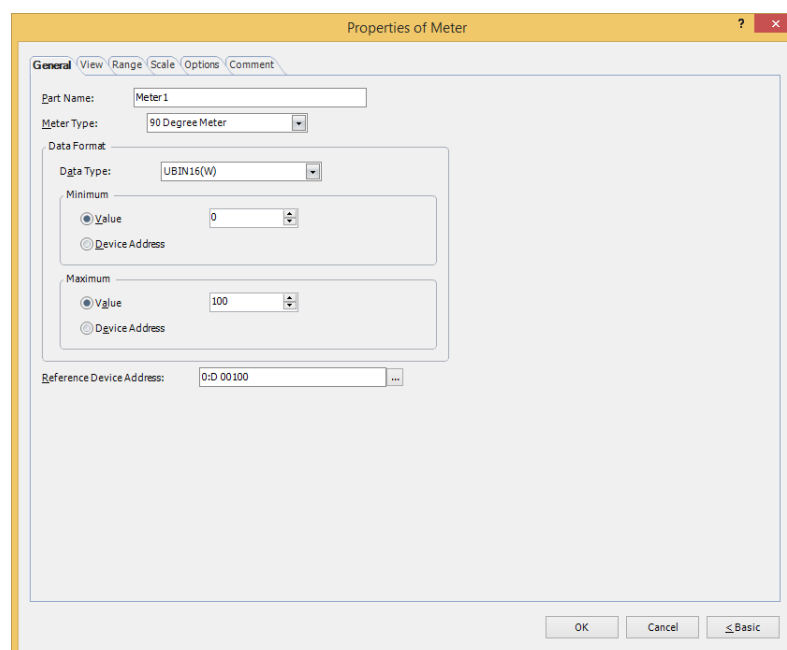 Properties of Meter ? ×
General View Range Scale Options Comment
Part Name: Meter1
Meter Type: 90 Degree Meter
Data Format
Data Type: UBIN16(W)
Minimum
Value 0
Device Address
Maximum
Value 100
Device Address
Reference Device Address: 0:D 00100 ...
OK Cancel < Basic